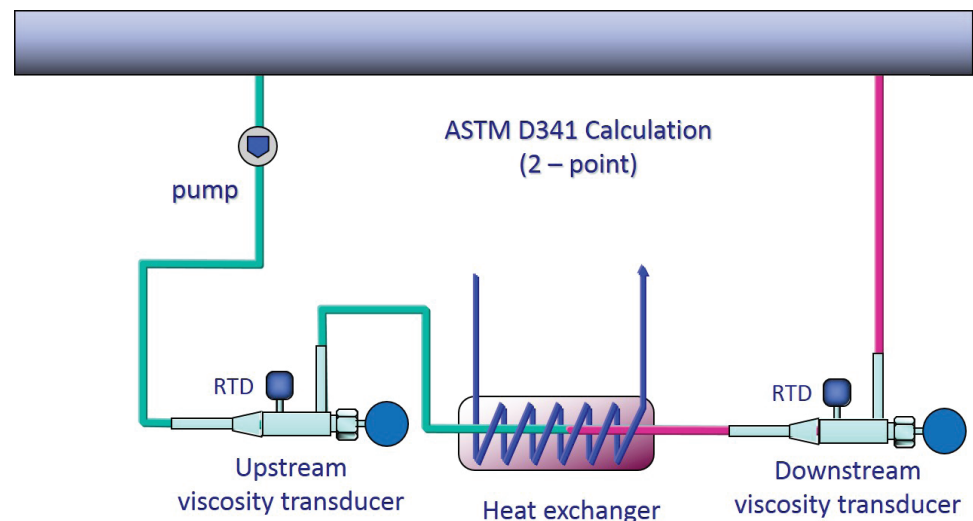 ASTM D341 Calculation
(2 – point)
pump
RTD
RTD
Upstream
viscosity transducer
Heat exchanger
Downstream
viscosity transducer